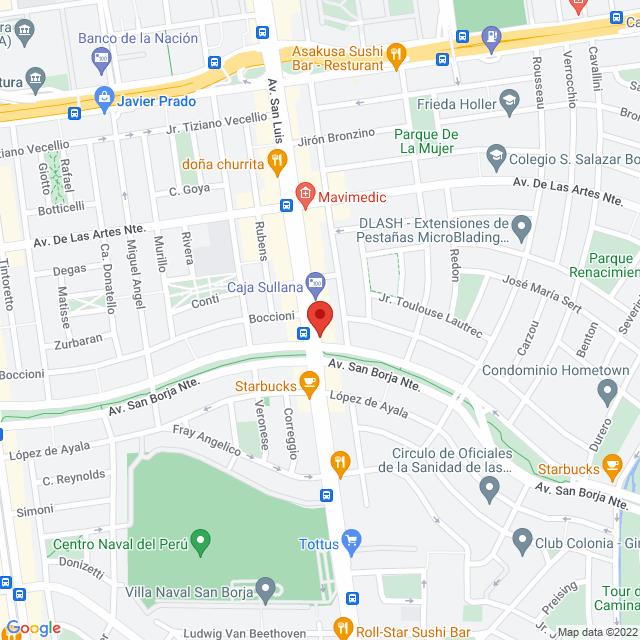 Banco de la Nación
Asakusa Sushi
Bar - Resturant
A)
tura
Javier Prado
Av. San Luis
Frieda Holler
Rousseau
Verrocchio
Cavallini
Jr. Tiziano Vecellio
ziano Vecellio
Jirón Bronzino
Parque De
La Mujer
Colegio S. Salazar Bo
doña churrita
Rafael
Giotto
C. Goya
Mavimedic
Av. De Las Artes Nte.
Botticelli
DLASH - Extensiones de
Pestañas MicroBlading...
Av. De Las Artes Nte.
Rubens
Rivera
Murillo
Miguel Angel
Ca. Donatello
Degas
Matisse
Tintoretto
Redon
Parque
Renacimien
José María Sert
Caja Sullana
Conti
Jr. Toulouse Lautrec
Boccioni
Zurbaran
Carzou
Benton
Severin
Boccioni
Av. San Borja Nte.
Condominio Hometown
Av. San Borja Nte.
Starbucks
López de Ayala
Veronese
Correggio
Durero
Fray Angelico
López de Ayala
Circulo de Oficiales
de la Sanidad de las...
Starbucks
C. Reynolds
Av. San Borja Nte.
Simoni
Centro Naval del Perú
Tottus
Club Colonia - Gir
Donizetti
Villa Naval San Borja
Preising
Tour d
Camina
Google
Ludwig Van Beethoven
Roll-Star Sushi Bar
Map data ©2022